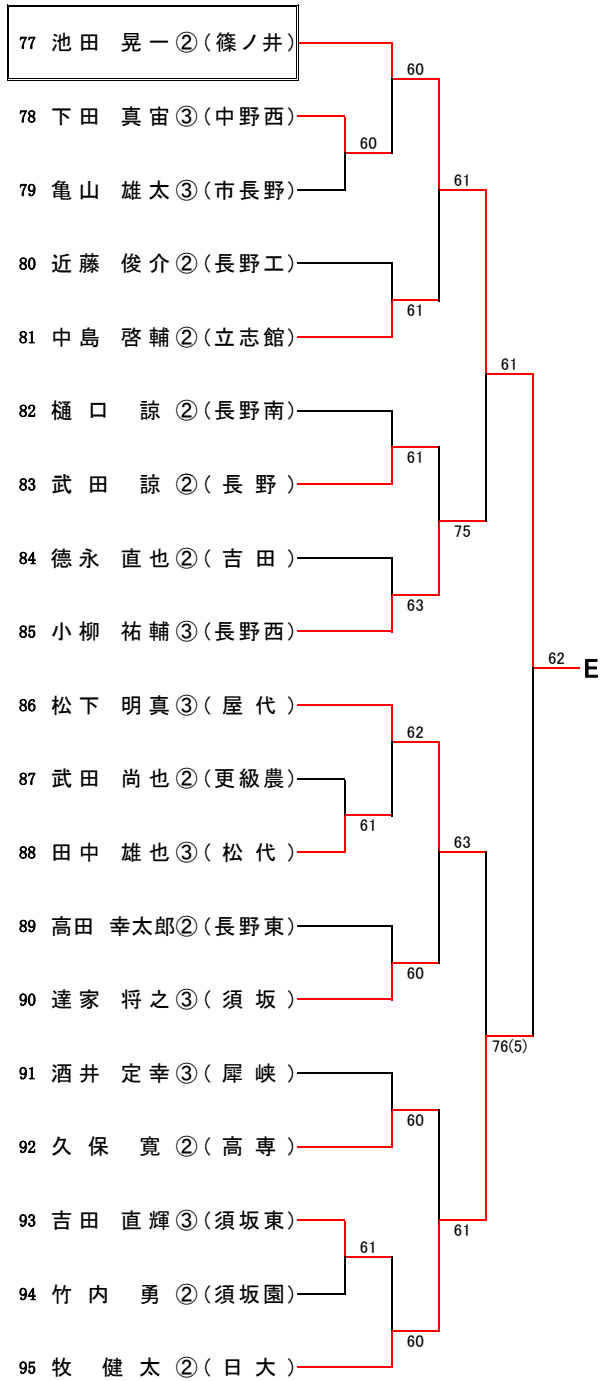 77 池田 晃一②(篠ノ井)
60
78 下田 真宙③(中野西)
60
79 亀山 雄太③(市長野)
61
80 近藤 俊介②(長野工)
61
81 中島 啓輔②(立志館)
61
82 樋口 諒②(長野南)
61
83 武田 諒②(長野)
75
84 德永 直也②(吉田)
63
85 小柳 祐輔③(長野西)
62 E
86 松下 明真③(屋代)
62
87 武田 尚也②(更級農)
61
88 田中 雄也③(松代)
63
89 高田 幸太郎②(長野東)
60
90 達家 将之③(須坂)
76(5)
91 酒井 定幸③(犀峡)
60
92 久保 寛②(高専)
93 吉田 直輝③(須坂東)
61
61
94 竹内 勇②(須坂園)
60
95 牧 健太②(日大)